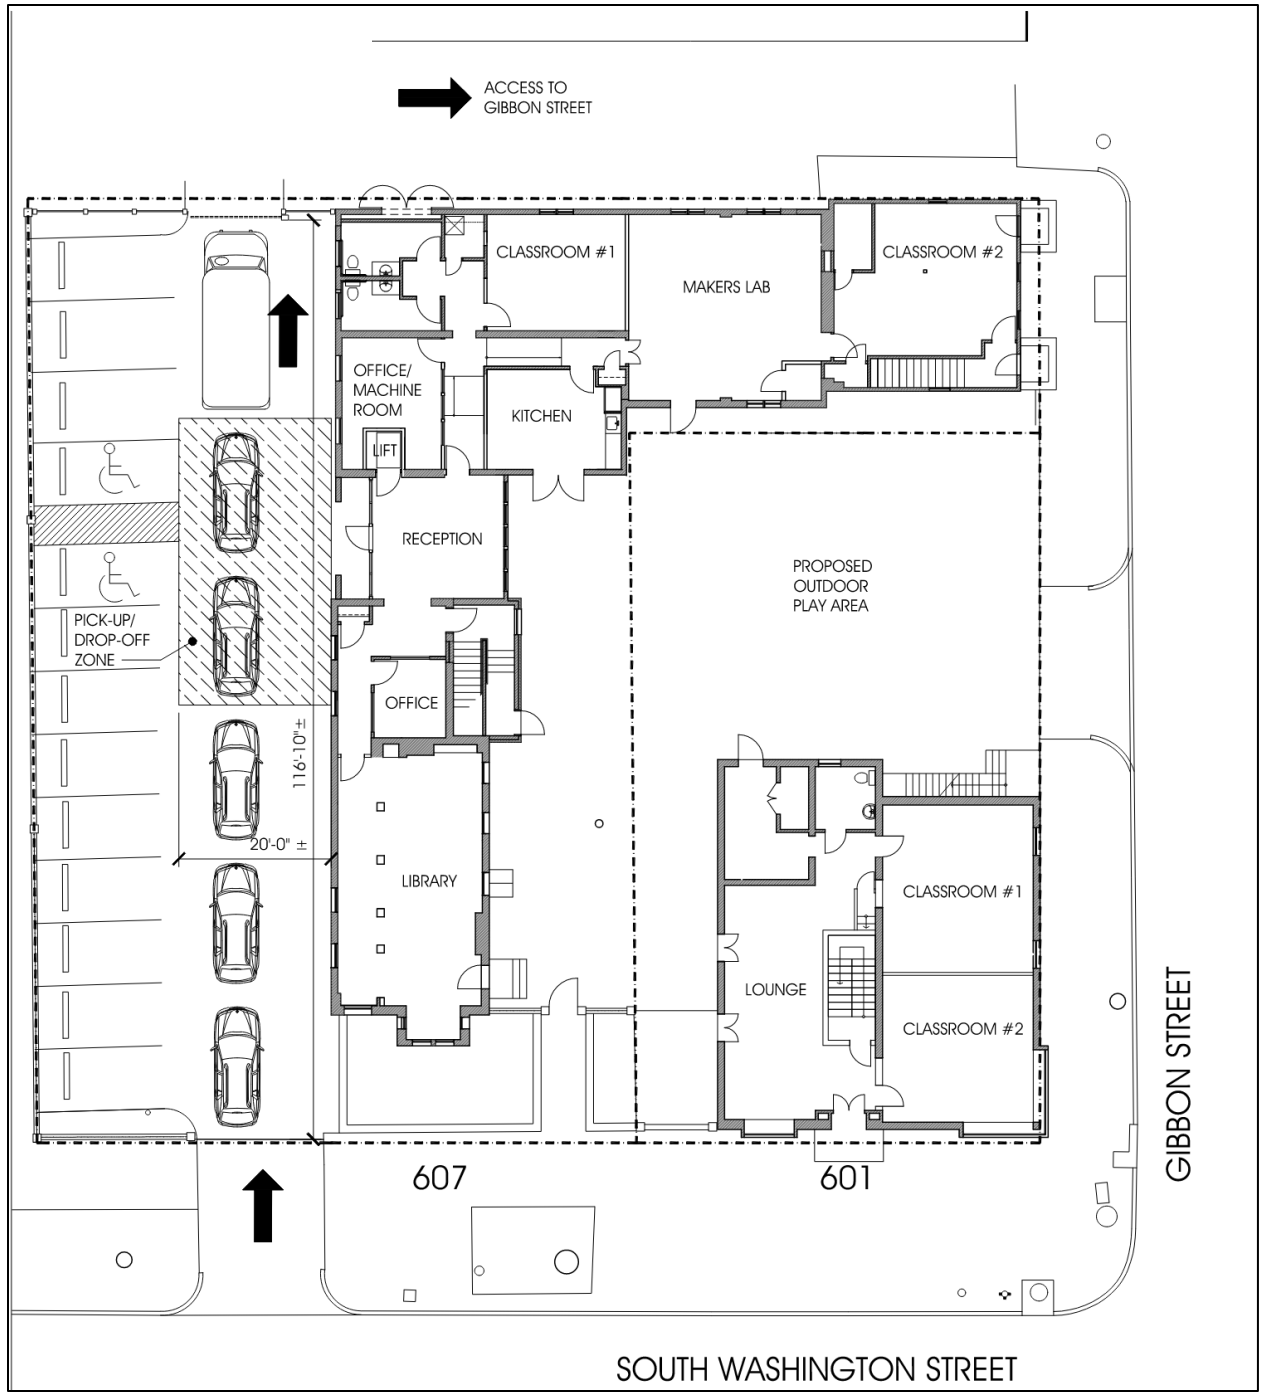 ACCESS TO
GIBBON STREET
CLASSROOM #1
CLASSROOM #2
MAKERS LAB
OFFICE/
MACHINE
ROOM
KITCHEN
LIFT
RECEPTION
PROPOSED
OUTDOOR
PLAY AREA
PICK-UP/
DROP-OFF
ZONE
OFFICE
116'-10"±
20'-0" ±
LIBRARY
CLASSROOM #1
LOUNGE
CLASSROOM #2
607
601
GIBBON STREET
SOUTH WASHINGTON STREET